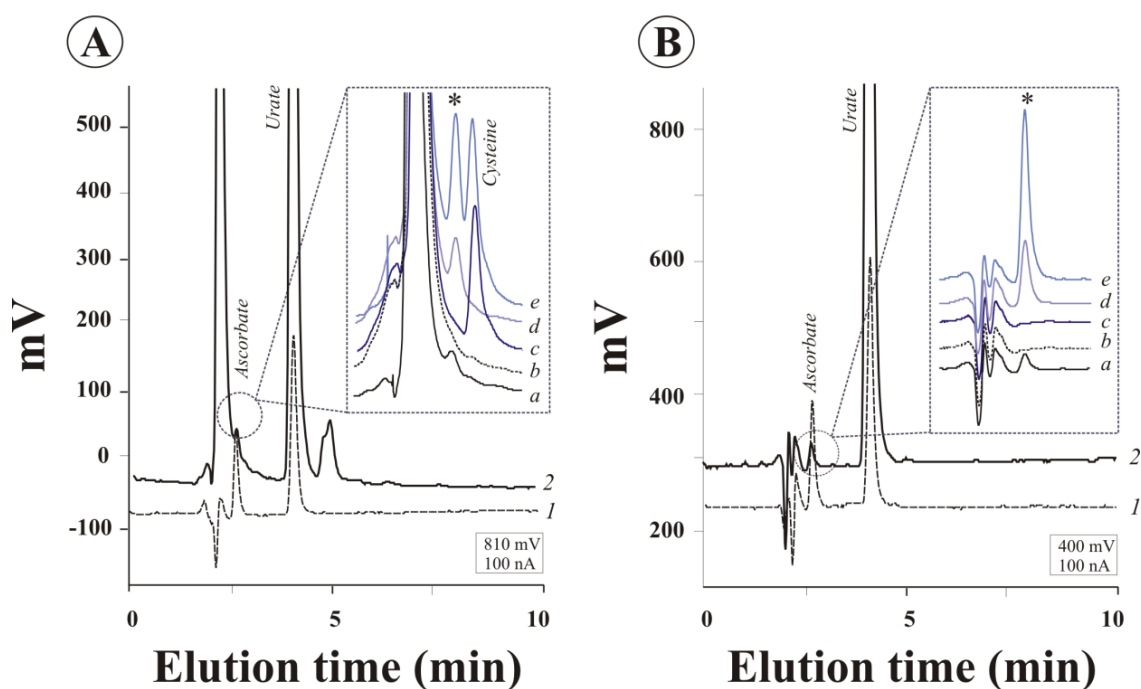 A
mV
500
400
300
200
100
0
-100
Ascorbate
Urate
*
Cysteine
e
d
c
b
a
2
1
810 mV
100 nA
0
5
10
Elution time (min)
B
mV
800
600
400
200
Ascorbate
Urate
*
e
d
c
b
a
2
1
400 mV
100 nA
0
5
10
Elution time (min)